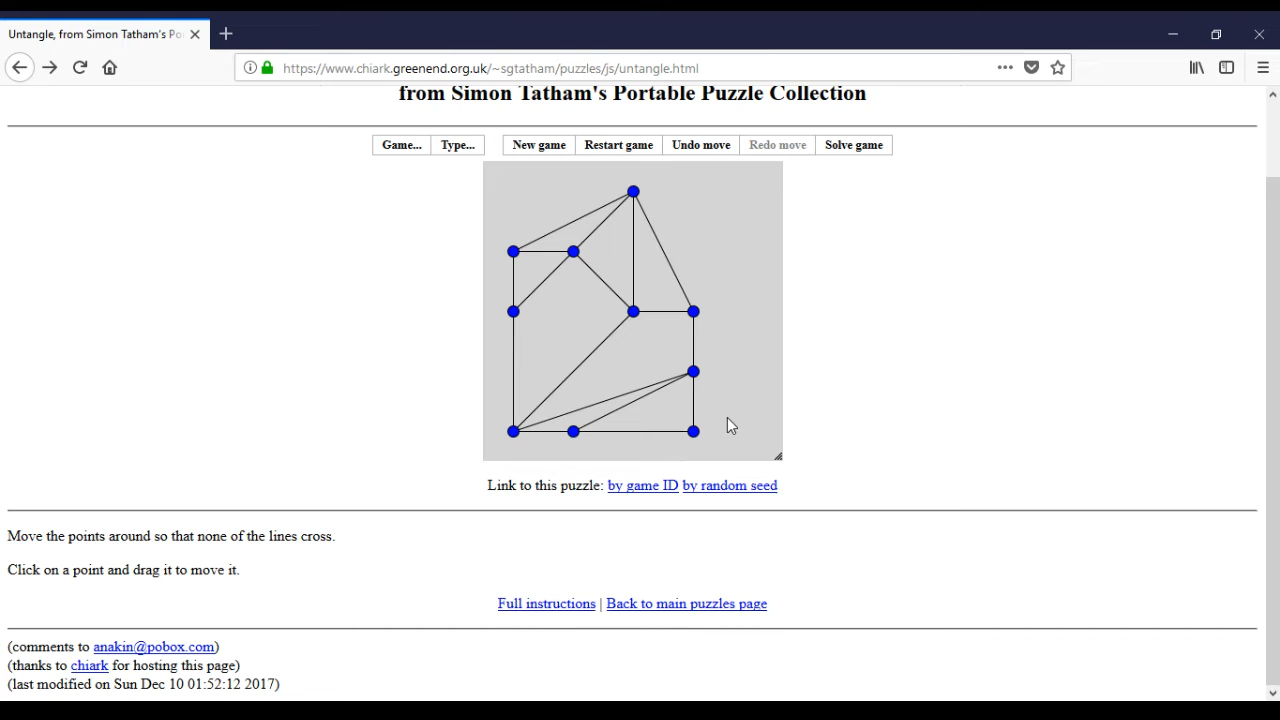 Untangle, from Simon Tatham's Po
https://www.chiark.greenend.org.uk/~sgtatham/puzzles/js/untangle.html
from Simon Tatham's Portable Puzzle Collection
Game... Type... New game Restart game Undo move Redo move Solve game
Link to this puzzle: by game ID by random seed
Move the points around so that none of the lines cross.
Click on a point and drag it to move it.
Full instructions | Back to main puzzles page
(comments to anakin@pobox.com)
(thanks to chiark for hosting this page)
(last modified on Sun Dec 10 01:52:12 2017)